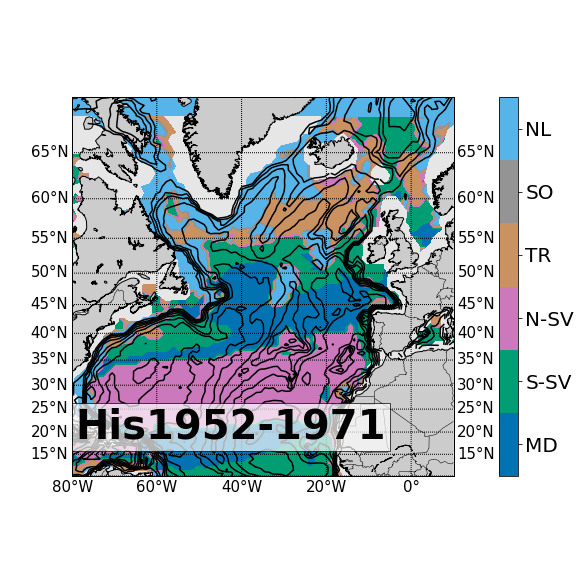 65°N 65°N
60°N 60°N
55°N 55°N
50°N 50°N
45°N 45°N
40°N 40°N
35°N 35°N
30°N 30°N
25°N 25°N
20°N 20°N
15°N 15°N
His1952-1971
80°W 60°W 40°W 20°W 0°
NL
SO
TR
N-SV
S-SV
MD